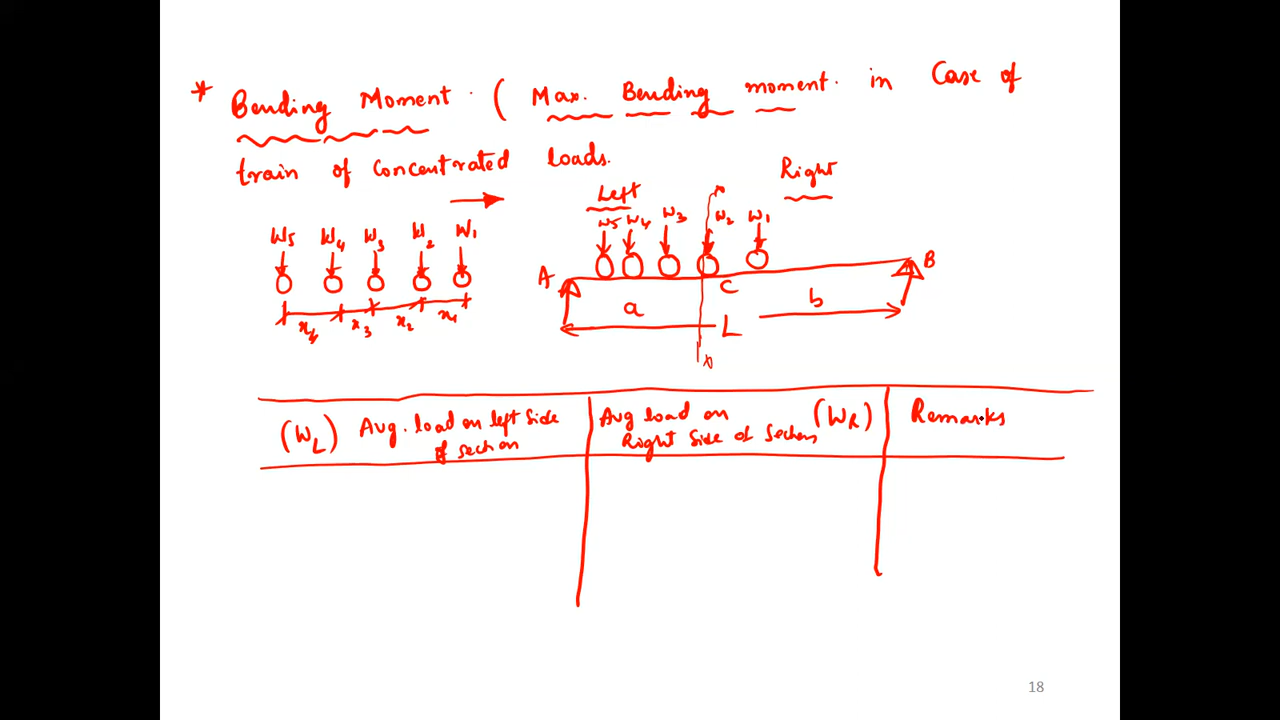 * Bending Moment. ( Max. Bending moment. in Case of
train of concentrated loads.
Left
Right
W5 W4 W3 W2 W1
W5 W4 W3 W2 W1
A
B
C
a
b
L
x4 x3 x2 x1
x
x
(WL) Avg. load on left side
of section
Avg load on (WR)
Right Side of Section
Remarks
18